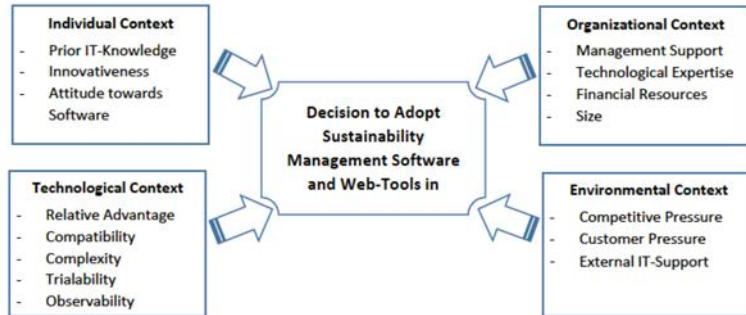 Individual Context
- Prior IT-Knowledge
- Innovativeness
- Attitude towards
Software
Organizational Context
- Management Support
- Technological Expertise
- Financial Resources
- Size
Decision to Adopt
Sustainability
Management Software
and Web-Tools in
Technological Context
- Relative Advantage
- Compatibility
- Complexity
- Trialability
- Observability
Environmental Context
- Competitive Pressure
- Customer Pressure
- External IT-Support